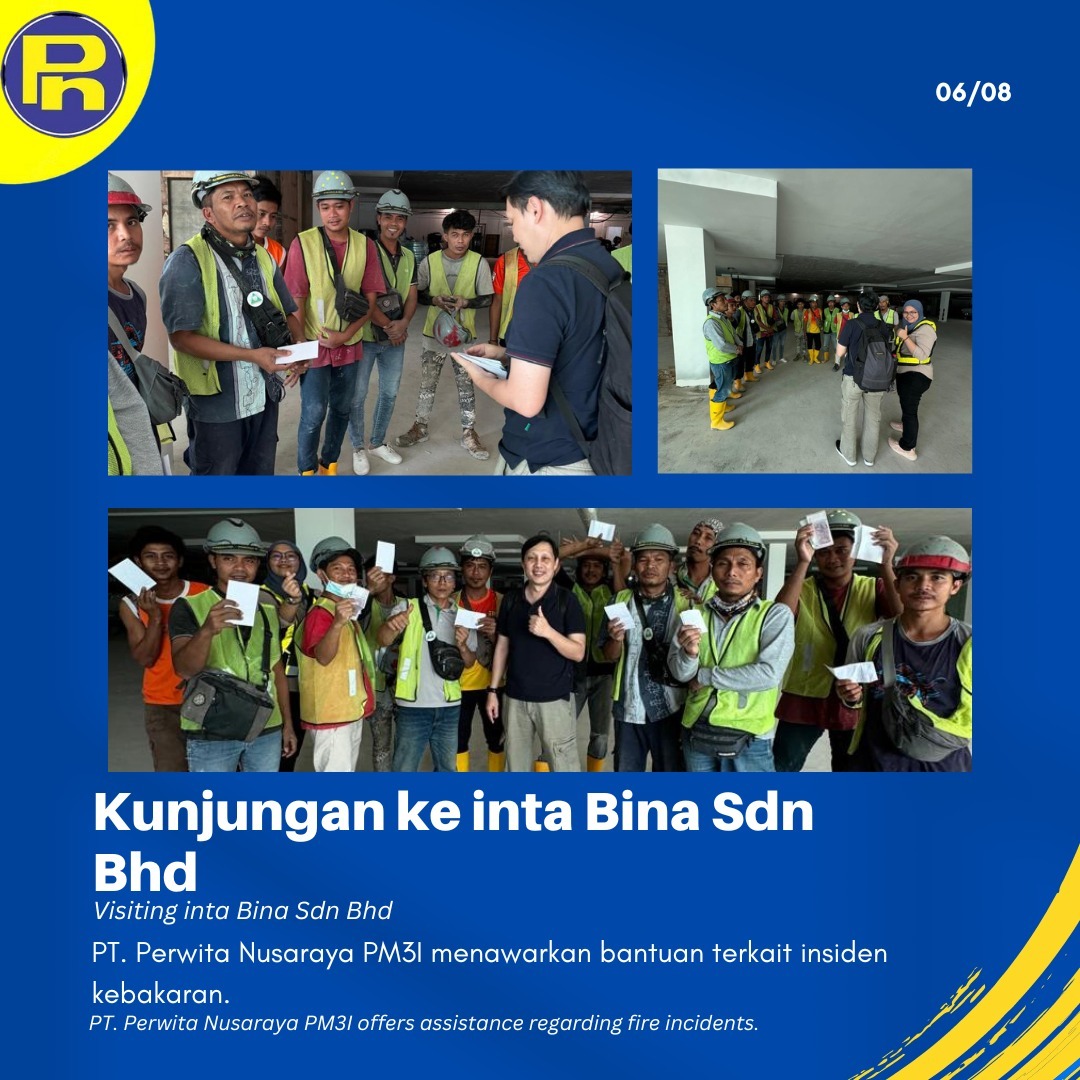 Pn
06/08
Kunjungan ke inta Bina Sdn
Bhd
Visiting inta Bina Sdn Bhd
PT. Perwita Nusaraya PM3I menawarkan bantuan terkait insiden
kebakaran.
PT. Perwita Nusaraya PM3I offers assistance regarding fire incidents.